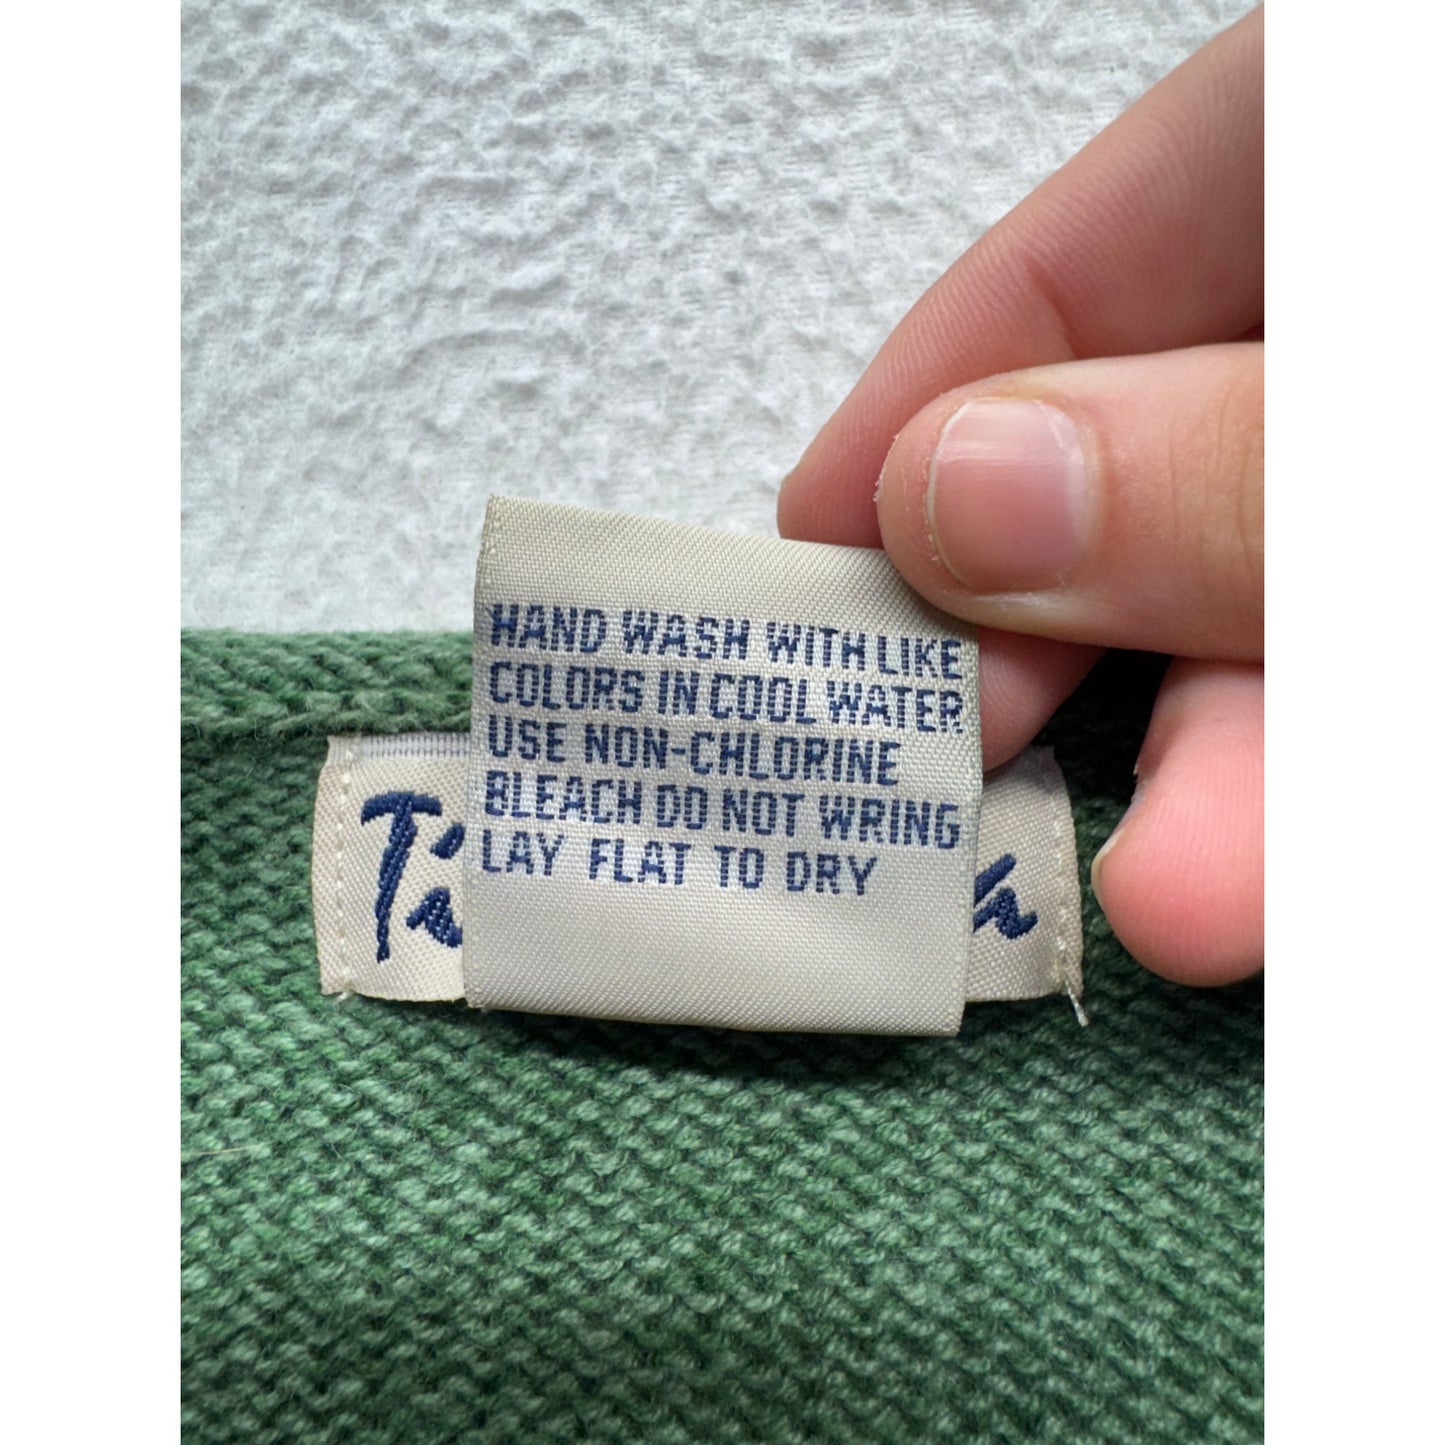 HAND WASH WITH LIKE
COLORS IN COOL WATER
USE NON-CHLORINE
BLEACH DO NOT WRING
LAY FLAT TO DRY